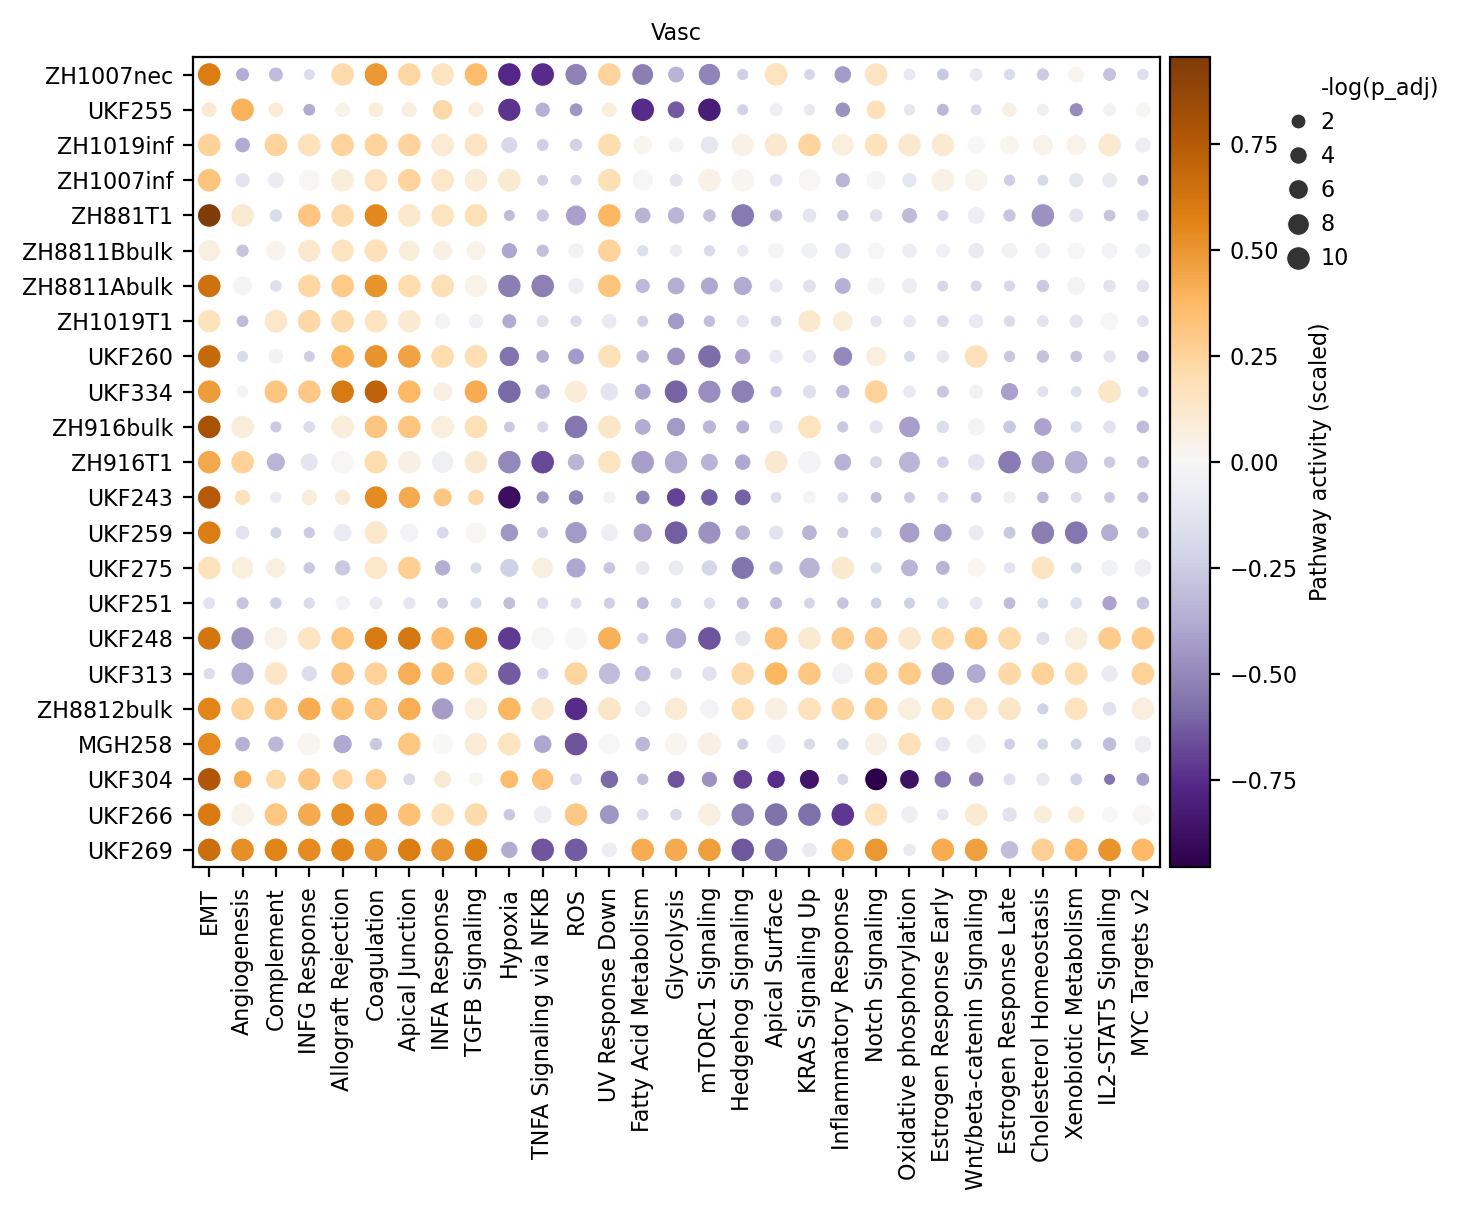 Vasc
ZH1007nec
UKF255
ZH1019inf
ZH1007inf
ZH881T1
ZH8811Bbulk
ZH8811Abulk
ZH1019T1
UKF260
UKF334
ZH916bulk
ZH916T1
UKF243
UKF259
UKF275
UKF251
UKF248
UKF313
ZH8812bulk
MGH258
UKF304
UKF266
UKF269
EMT
Angiogenesis
Complement
INFG Response
Allograft Rejection
Coagulation
Apical Junction
INFA Response
TGFB Signaling
Hypoxia
TNFA Signaling via NFKB
ROS
UV Response Down
Fatty Acid Metabolism
Glycolysis
mTORC1 Signaling
Hedgehog Signaling
Apical Surface
KRAS Signaling Up
Inflammatory Response
Notch Signaling
Oxidative phosphorylation
Estrogen Response Early
Wnt/beta-catenin Signaling
Estrogen Response Late
Cholesterol Homeostasis
Xenobiotic Metabolism
IL2-STAT5 Signaling
MYC Targets v2
0.75
0.50
0.25
0.00
−0.25
−0.50
−0.75
Pathway activity (scaled)
-log(p_adj)
2
4
6
8
10